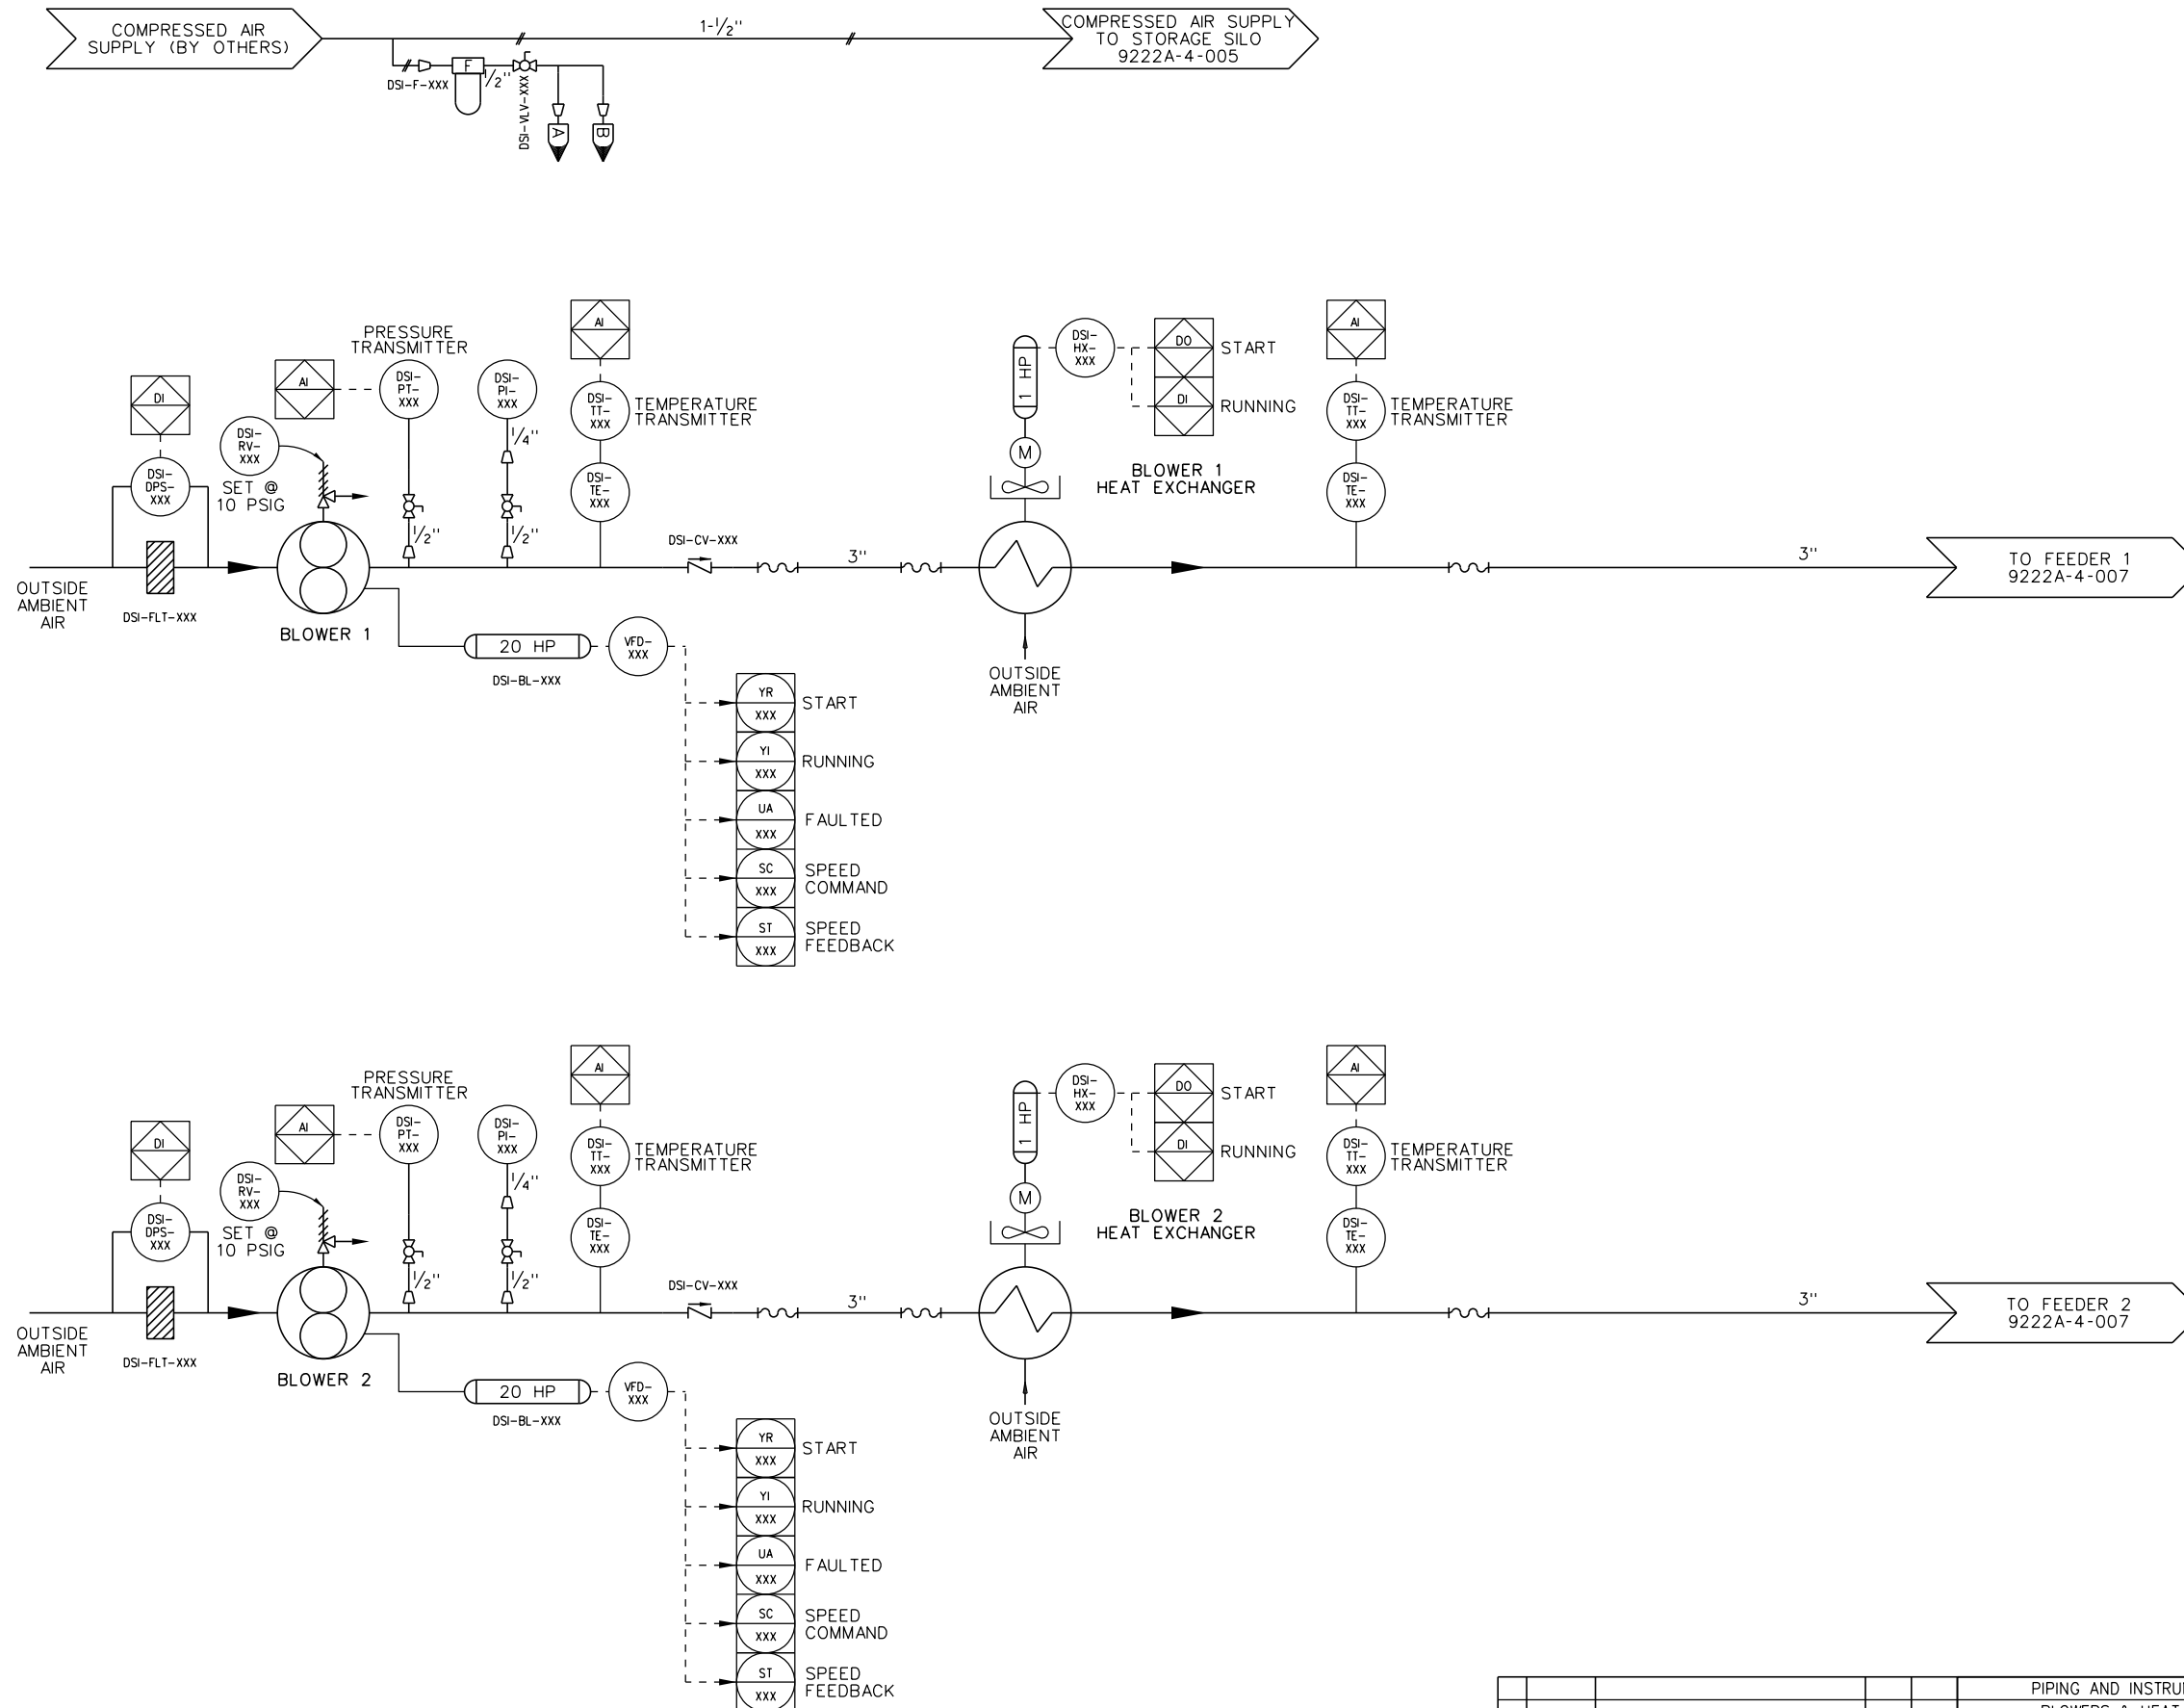 COMPRESSED AIR
SUPPLY (BY OTHERS)
1-1/2"
COMPRESSED AIR SUPPLY
TO STORAGE SILO
9222A-4-005
DSI-F-XXX
F
1/2"
DSI-VLV-XXX
A
B
DI
DSI-
DPS-
XXX
DSI-
RV-
XXX
SET @
10 PSIG
AI
PRESSURE
TRANSMITTER
DSI-
PT-
XXX
1/2"
DSI-
PI-
XXX
1/4"
1/2"
AI
DSI-
TT-
XXX
TEMPERATURE
TRANSMITTER
DSI-
TE-
XXX
DSI-CV-XXX
3"
1 HP
M
DSI-
HX-
XXX
DO
START
DI
RUNNING
BLOWER 1
HEAT EXCHANGER
AI
DSI-
TT-
XXX
TEMPERATURE
TRANSMITTER
DSI-
TE-
XXX
3"
TO FEEDER 1
9222A-4-007
OUTSIDE
AMBIENT
AIR
DSI-FLT-XXX
BLOWER 1
20 HP
DSI-BL-XXX
VFD-
XXX
OUTSIDE
AMBIENT
AIR
YR
XXX
START
YI
XXX
RUNNING
UA
XXX
FAULTED
SC
XXX
SPEED
COMMAND
ST
XXX
SPEED
FEEDBACK
DI
DSI-
DPS-
XXX
DSI-
RV-
XXX
SET @
10 PSIG
AI
PRESSURE
TRANSMITTER
DSI-
PT-
XXX
1/2"
DSI-
PI-
XXX
1/4"
1/2"
AI
DSI-
TT-
XXX
TEMPERATURE
TRANSMITTER
DSI-
TE-
XXX
DSI-CV-XXX
3"
1 HP
M
DSI-
HX-
XXX
DO
START
DI
RUNNING
BLOWER 2
HEAT EXCHANGER
AI
DSI-
TT-
XXX
TEMPERATURE
TRANSMITTER
DSI-
TE-
XXX
3"
TO FEEDER 2
9222A-4-007
OUTSIDE
AMBIENT
AIR
DSI-FLT-XXX
BLOWER 2
20 HP
DSI-BL-XXX
VFD-
XXX
OUTSIDE
AMBIENT
AIR
YR
XXX
START
YI
XXX
RUNNING
UA
XXX
FAULTED
SC
XXX
SPEED
COMMAND
ST
XXX
SPEED
FEEDBACK
PIPING AND